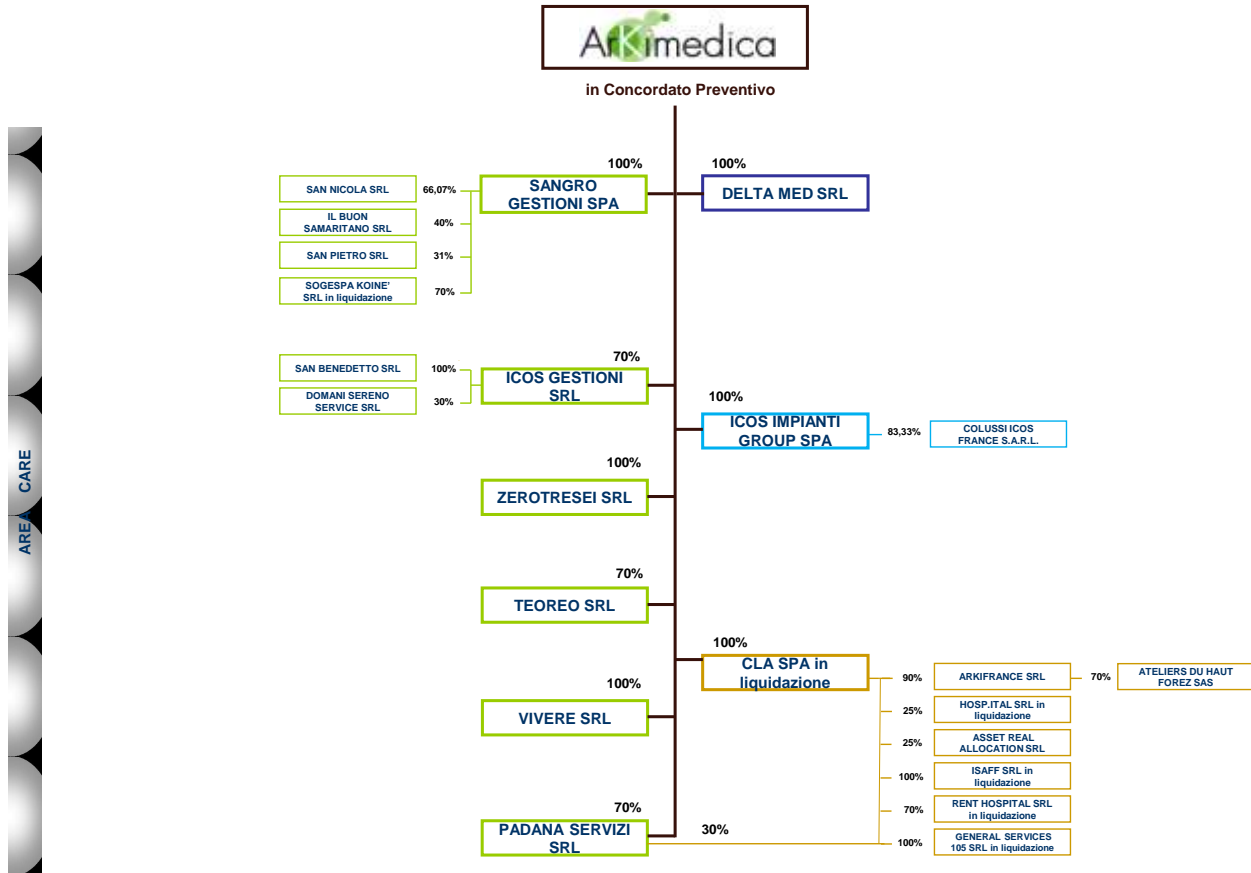 ArKimedica
in Concordato Preventivo
AREA CARE
100%
SANGRO
GESTIONI SPA
SAN NICOLA SRL
66,07%
IL BUON
SAMARITANO SRL
40%
SAN PIETRO SRL
31%
SOGESPA KOINE'
SRL in liquidazione
70%
100%
DELTA MED SRL
70%
ICOS GESTIONI
SRL
SAN BENEDETTO SRL
100%
DOMANI SERENO
SERVICE SRL
30%
100%
ICOS IMPIANTI
GROUP SPA
83,33%
COLUSSI ICOS
FRANCE S.A.R.L.
100%
ZEROTRESEI SRL
70%
TEOREO SRL
100%
CLA SPA in
liquidazione
90%
ARKIFRANCE SRL
70%
ATELIERS DU HAUT
FOREZ SAS
25%
HOSP.ITAL SRL in
liquidazione
25%
ASSET REAL
ALLOCATION SRL
100%
ISAFF SRL in
liquidazione
70%
RENT HOSPITAL SRL
in liquidazione
100%
GENERAL SERVICES
105 SRL in liquidazione
100%
VIVERE SRL
70%
PADANA SERVIZI
SRL
30%